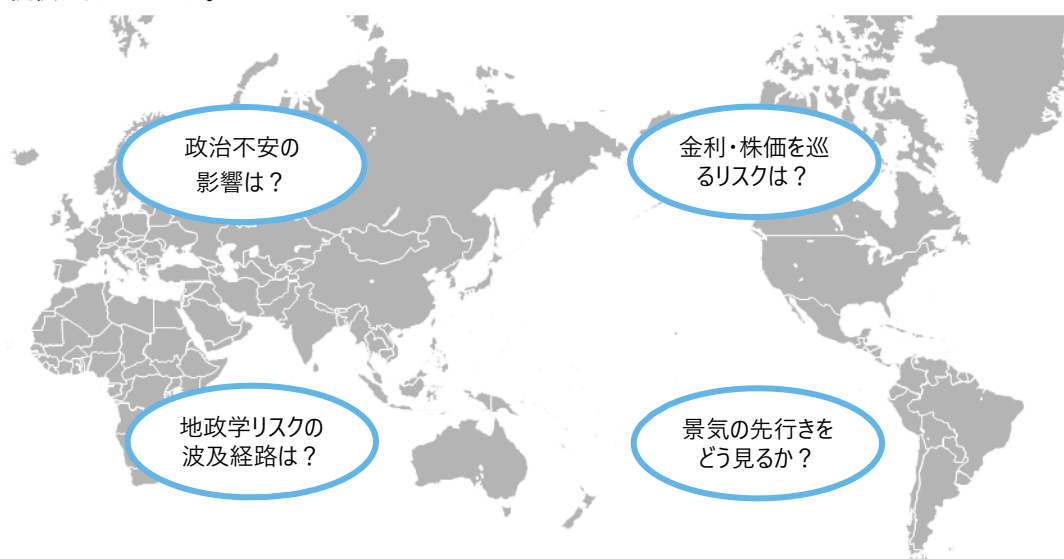 政治不安の
影響は？
金利・株価を巡
るリスクは？
地政学リスクの
波及経路は？
景気の先行きを
どう見るか？